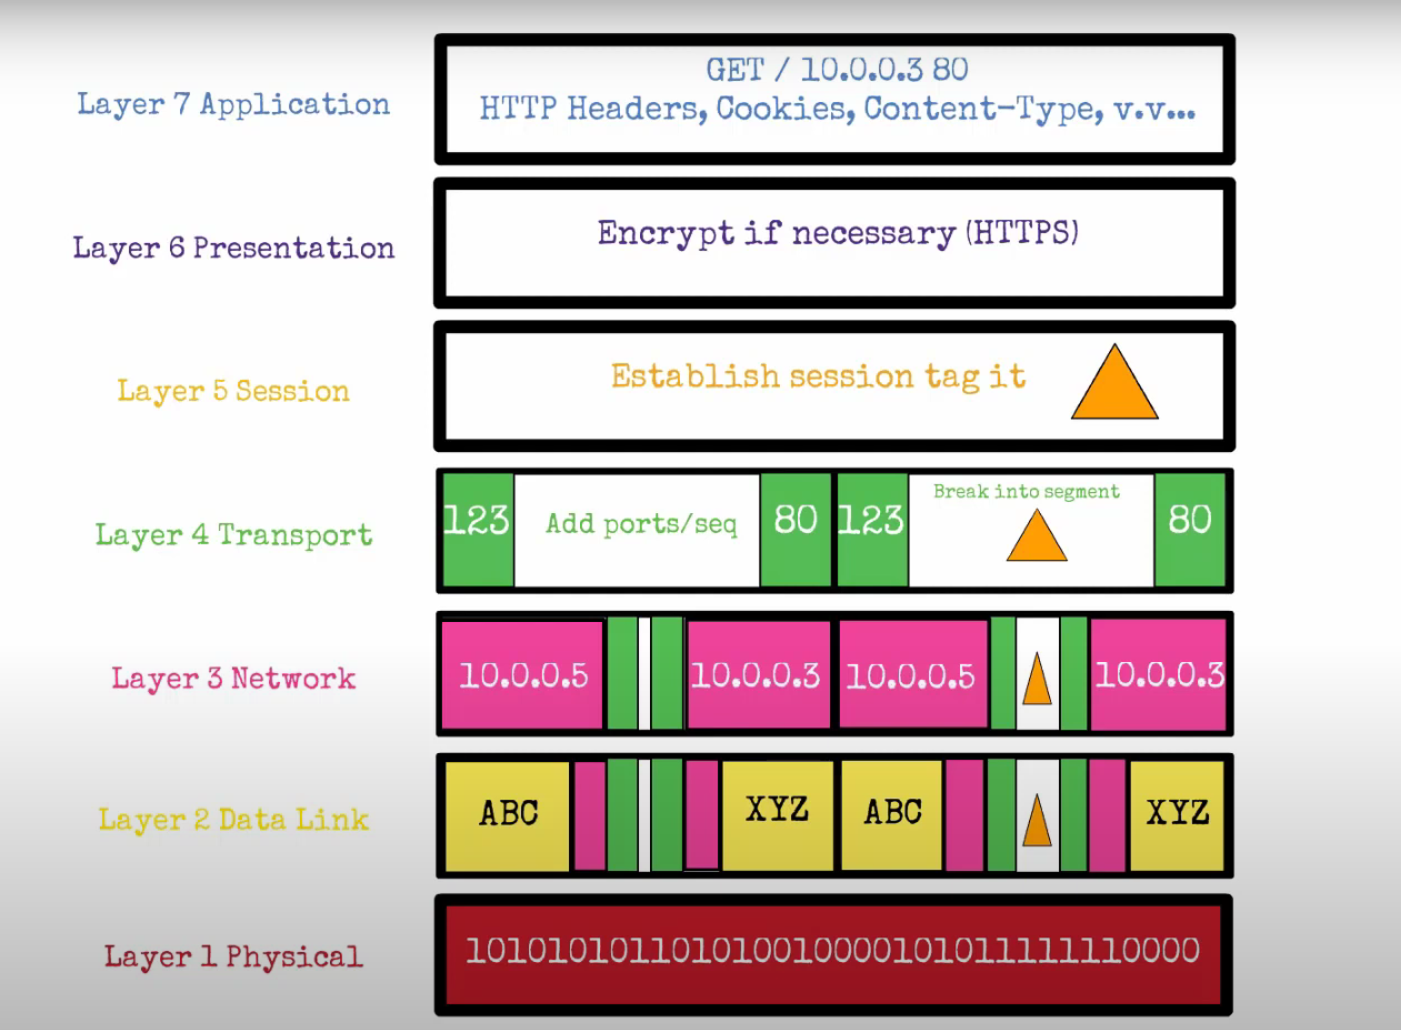 Layer 7 Application
GET / 10.0.0.3 80
HTTP Headers, Cookies, Content-Type, v.v...
Layer 6 Presentation
Encrypt if necessary (HTTPS)
Layer 5 Session
Establish session tag it
Layer 4 Transport
123
Add ports/seq
80
123
Break into segment
80
Layer 3 Network
10.0.0.5
10.0.0.3
10.0.0.5
10.0.0.3
Layer 2 Data Link
ABC
XYZ
ABC
XYZ
Layer 1 Physical
101010101101010010000101011111110000